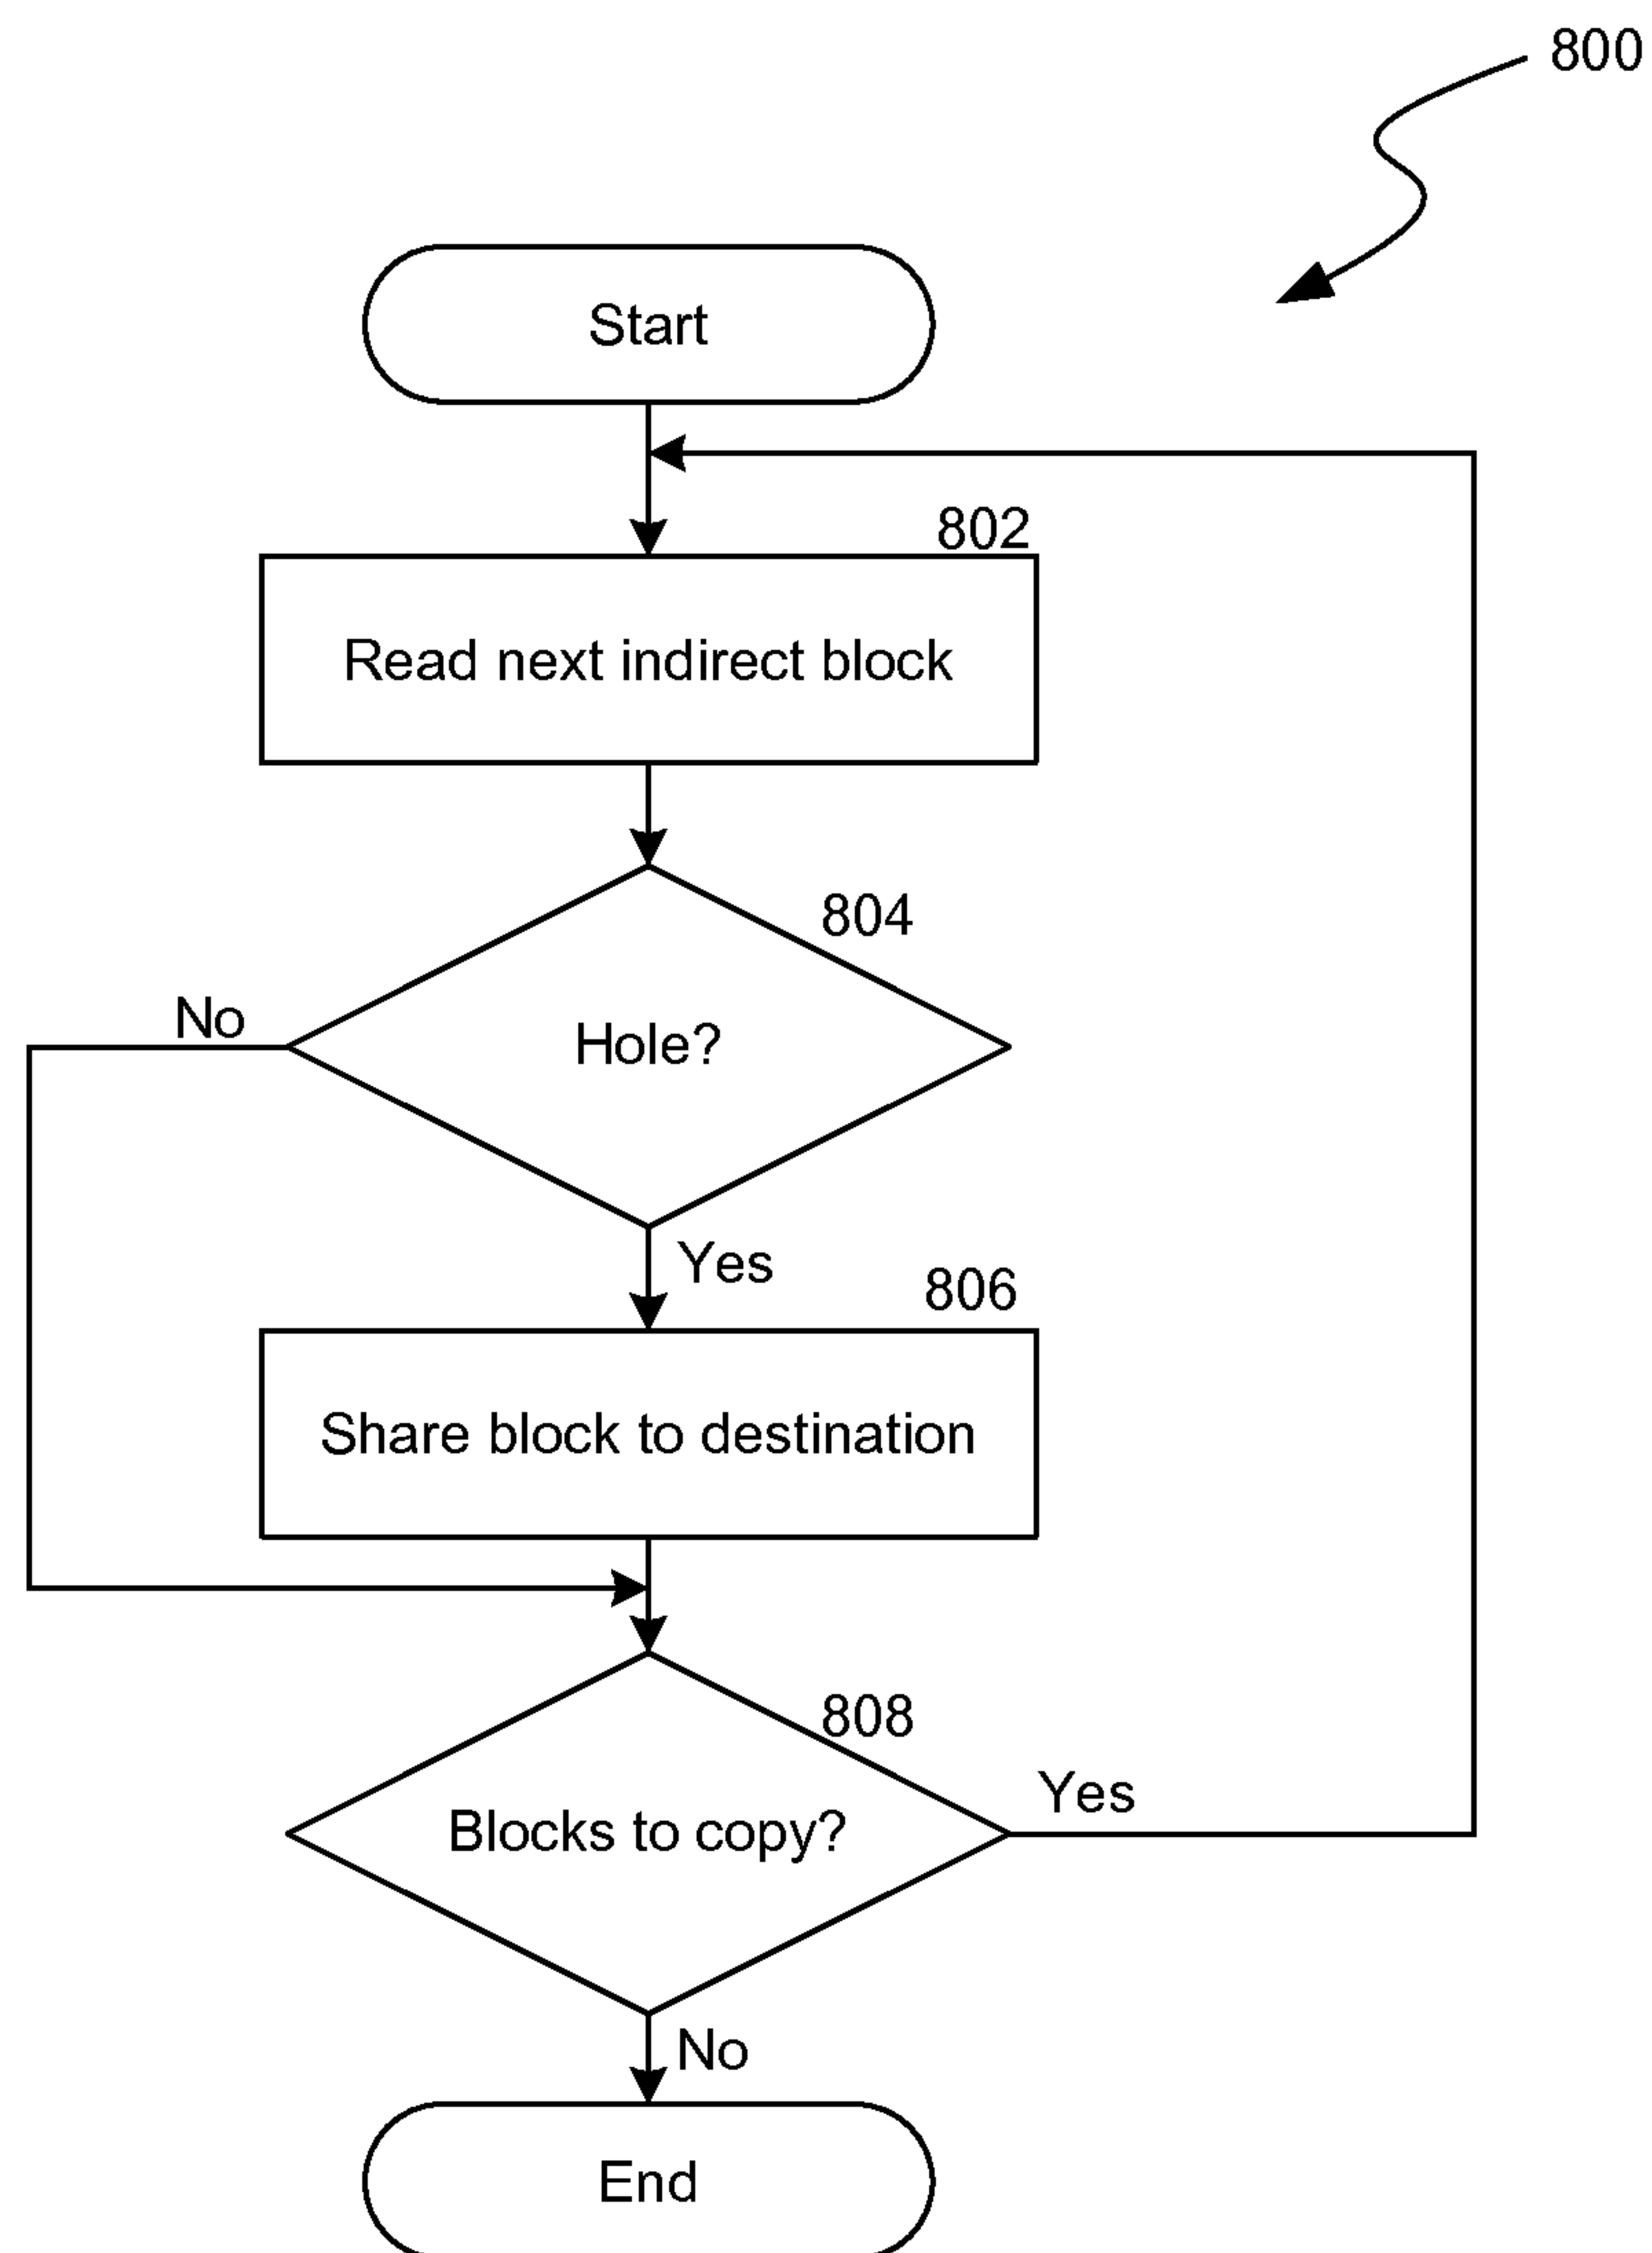 800
Start
802
Read next indirect block
804
No
Hole?
Yes
806
Share block to destination
808
Yes
Blocks to copy?
No
End